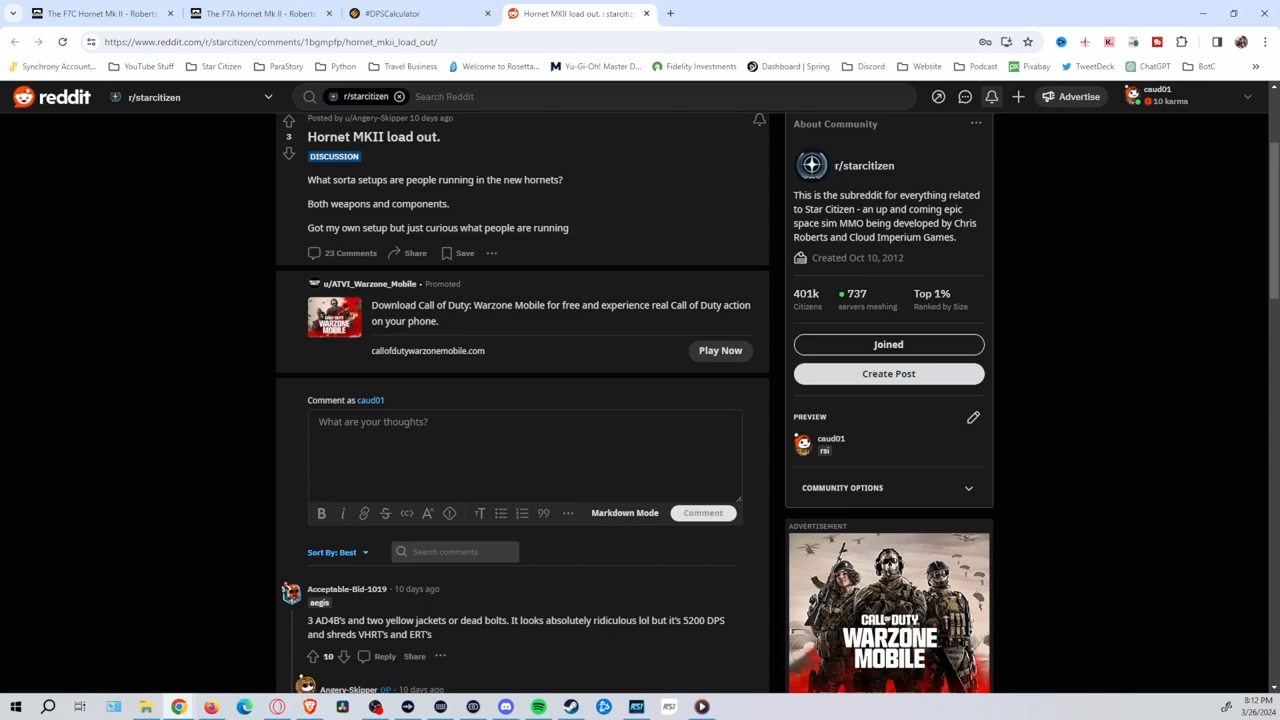 The F7C Hornet Mk II - Roberts
The F7A Hornet Mk II - Roberts
#DPSCalculator
Hornet MKII load out. : starcitiz
https://www.reddit.com/r/starcitizen/comments/1bgmpfp/hornet_mkii_load_out/
Synchrony Account...
YouTube Stuff
Star Citizen
ParaStory
Python
Travel Business
Welcome to Rosetta...
Yu-Gi-Oh! Master D...
Fidelity Investments
Dashboard | Spring
Discord
Website
Podcast
Pixabay
TweetDeck
ChatGPT
BotC
reddit
r/starcitizen
r/starcitizen
Search Reddit
Advertise
caud01
10 karma
Posted by u/Angery-Skipper 10 days ago
3
Hornet MKII load out.
DISCUSSION
What sorta setups are people running in the new hornets?
Both weapons and components.
Got my own setup but just curious what people are running
23 Comments
Share
Save
u/ATVI_Warzone_Mobile • Promoted
Download Call of Duty: Warzone Mobile for free and experience real Call of Duty action
on your phone.
callofdutywarzonemobile.com
Play Now
CALL OF DUTY
WARZONE
MOBILE
Comment as caud01
What are your thoughts?
Markdown Mode
Comment
Sort By: Best
Search comments
Acceptable-Bid-1019 · 10 days ago
aegis
3 AD4B's and two yellow jackets or dead bolts. It looks absolutely ridiculous lol but it's 5200 DPS
and shreds VHRT's and ERT's
10
Reply
Share
Angery-Skipper OP · 10 days ago
About Community
r/starcitizen
This is the subreddit for everything related
to Star Citizen - an up and coming epic
space sim MMO being developed by Chris
Roberts and Cloud Imperium Games.
Created Oct 10, 2012
401k
737
Top 1%
Citizens
servers meshing
Ranked by Size
Joined
Create Post
PREVIEW
caud01
rsi
COMMUNITY OPTIONS
ADVERTISEMENT
CALL OF DUTY
WARZONE
MOBILE
RSI
RSI
8:12 PM
3/26/2024